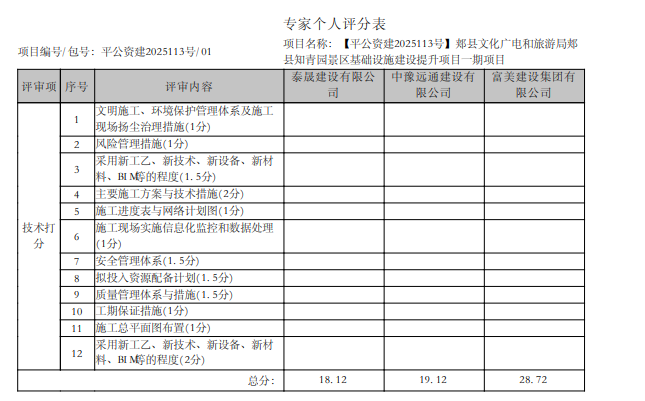 专家个人评分表
项目编号/包号：平公资建2025113号/01
项目名称：【平公资建2025113号】郏县文化广电和旅游局郏
县知青园景区基础设施建设提升项目一期项目
评审项 序号 评审内容 泰晟建设有限公司 中豫远通建设有限公司 富美建设集团有限公司
技术打分
1 文明施工、环境保护管理体系及施工
现场扬尘治理措施(1分)
2 风险管理措施(1分)
3 采用新工乙、新技术、新设备、新材
料、BIM等的程度(1.5分)
4 主要施工方案与技术措施(2分)
5 施工进度表与网络计划图(1分)
6 施工现场实施信息化监控和数据处理
(1分)
7 安全管理体系(1.5分)
8 拟投入资源配备计划(1.5分)
9 质量管理体系与措施(1.5分)
10 工期保证措施(1分)
11 施工总平面图布置(1分)
12 采用新工艺、新技术、新设备、新材
料、BIM等的程度(2分)
总分： 18.12 19.12 28.72